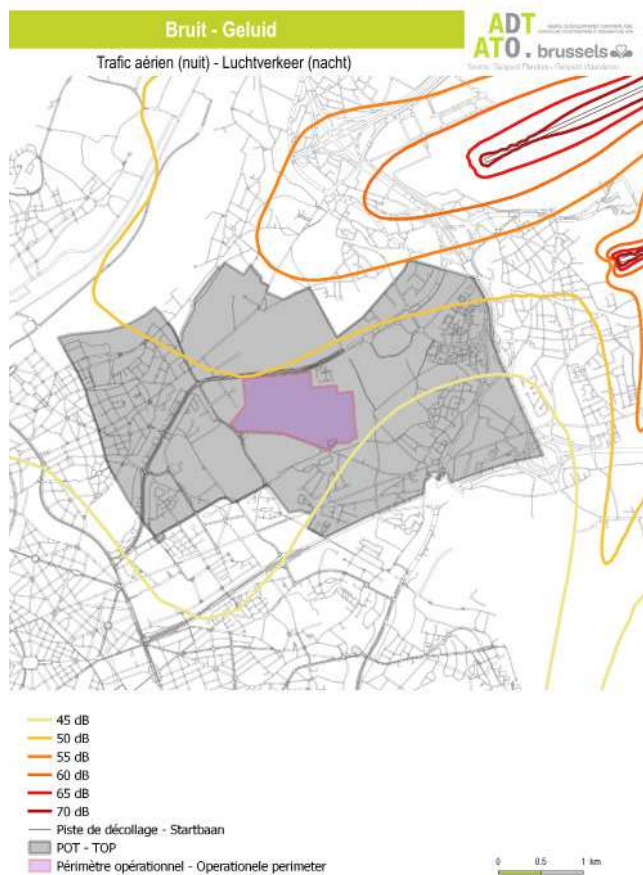 Bruit - Geluid
Trafic aérien (nuit) - Luchtverkeer (nacht)
ADT
ATO. brussels
45 dB
50 dB
55 dB
60 dB
65 dB
70 dB
Piste de décollage - Startbaan
POT - TOP
Périmètre opérationnel - Operationele perimeter
0 0.5 1 km